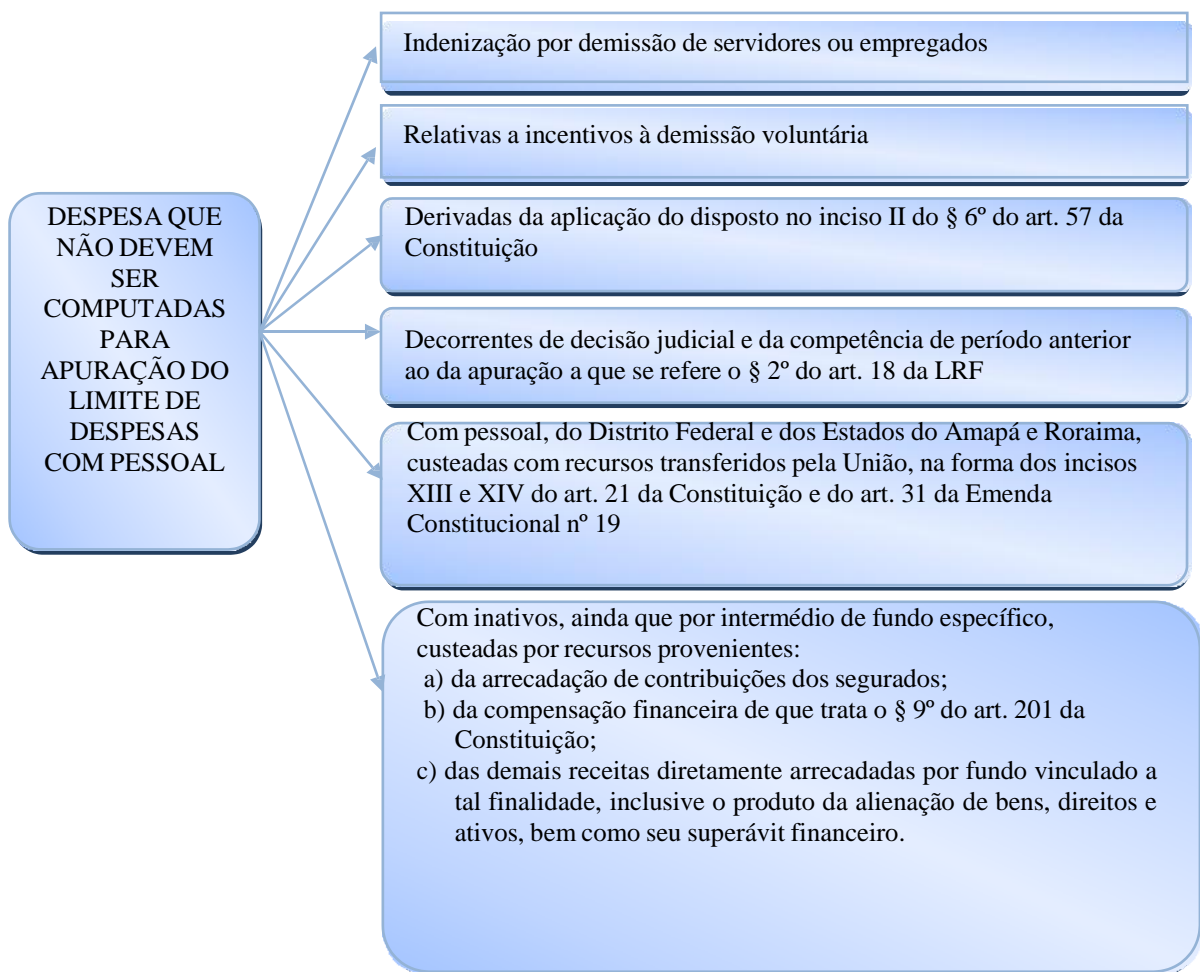 DESPESA QUE
NÃO DEVEM
SER
COMPUTADAS
PARA
APURAÇÃO DO
LIMITE DE
DESPESAS
COM PESSOAL
Indenização por demissão de servidores ou empregados
Relativas a incentivos à demissão voluntária
Derivadas da aplicação do disposto no inciso II do § 6º do art. 57 da
Constituição
Decorrentes de decisão judicial e da competência de período anterior
ao da apuração a que se refere o § 2º do art. 18 da LRF
Com pessoal, do Distrito Federal e dos Estados do Amapá e Roraima,
custeadas com recursos transferidos pela União, na forma dos incisos
XIII e XIV do art. 21 da Constituição e do art. 31 da Emenda
Constitucional nº 19
Com inativos, ainda que por intermédio de fundo específico,
custeadas por recursos provenientes:
a) da arrecadação de contribuições dos segurados;
b) da compensação financeira de que trata o § 9º do art. 201 da
Constituição;
c) das demais receitas diretamente arrecadadas por fundo vinculado a
tal finalidade, inclusive o produto da alienação de bens, direitos e
ativos, bem como seu superávit financeiro.